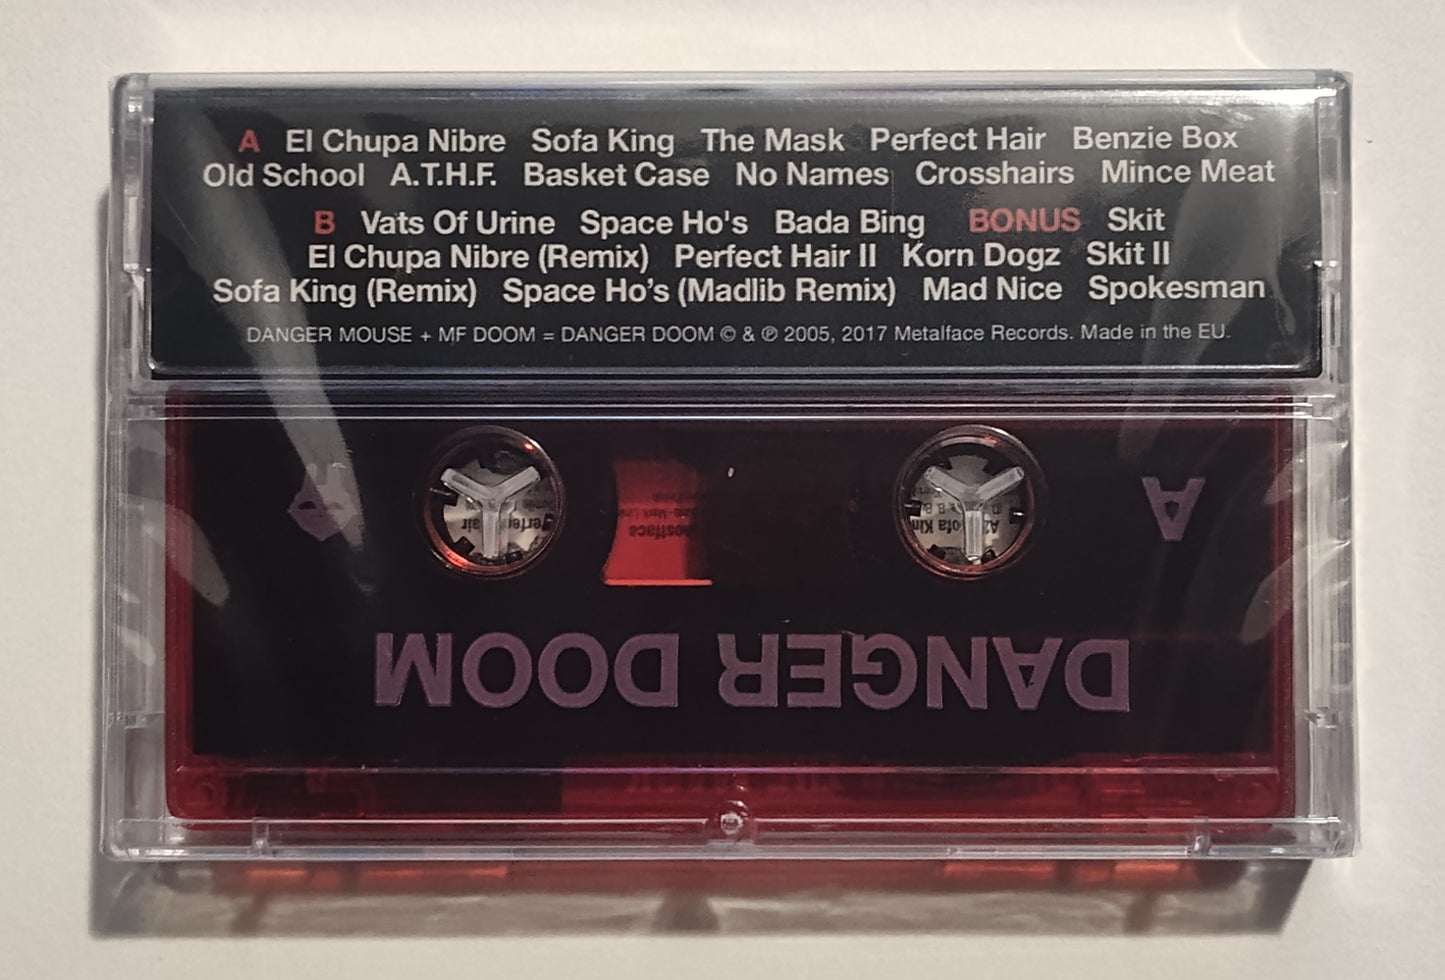 A El Chupa Nibre Sofa King The Mask Perfect Hair Benzie Box
Old School A.T.H.F. Basket Case No Names Crosshairs Mince Meat
B Vats Of Urine Space Ho's Bada Bing BONUS Skit
El Chupa Nibre (Remix) Perfect Hair II Korn Dogz Skit II
Sofa King (Remix) Space Ho’s (Madlib Remix) Mad Nice Spokesman
DANGER MOUSE + MF DOOM = DANGER DOOM © & ℗ 2005, 2017 Metalface Records. Made in the EU.
A
DANGER DOOM